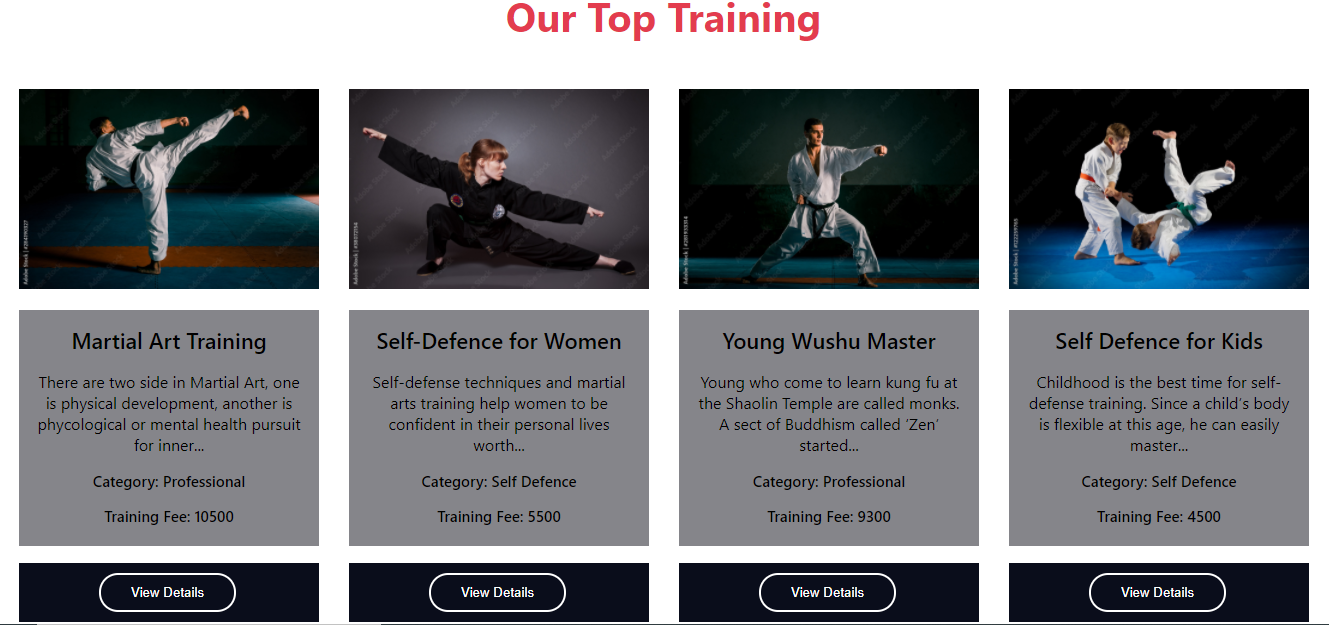 Our Top Training
Martial Art Training
There are two side in Martial Art, one
is physical development, another is
phycological or mental health pursuit
for inner...
Category: Professional
Training Fee: 10500
View Details
Self-Defence for Women
Self-defense techniques and martial
arts training help women to be
confident in their personal lives
worth...
Category: Self Defence
Training Fee: 5500
View Details
Young Wushu Master
Young who come to learn kung fu at
the Shaolin Temple are called monks.
A sect of Buddhism called ‘Zen’
started...
Category: Professional
Training Fee: 9300
View Details
Self Defence for Kids
Childhood is the best time for self-
defense training. Since a child’s body
is flexible at this age, he can easily
master...
Category: Self Defence
Training Fee: 4500
View Details